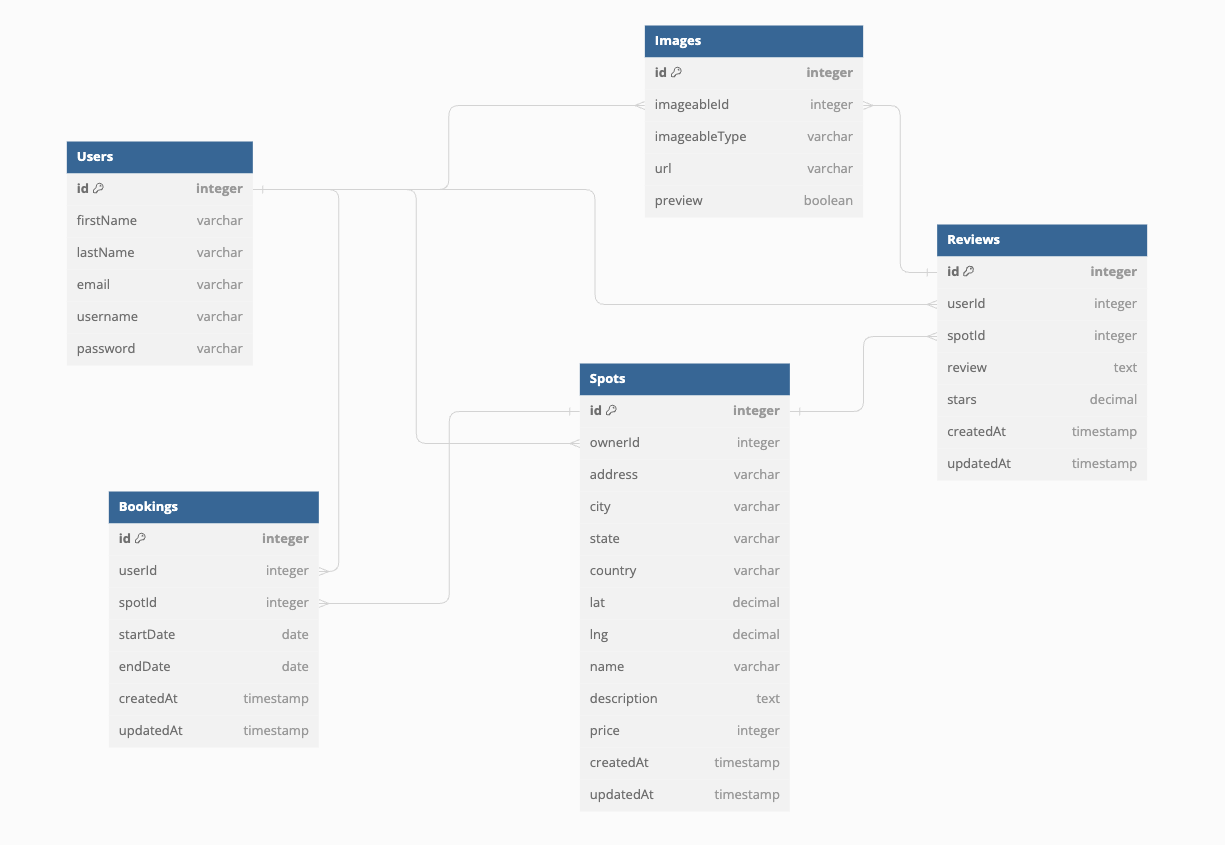 Images
id integer
imageableId integer
imageableType varchar
url varchar
preview boolean
Users
id integer
firstName varchar
lastName varchar
email varchar
username varchar
password varchar
Reviews
id integer
userId integer
spotId integer
review text
stars decimal
createdAt timestamp
updatedAt timestamp
Spots
id integer
ownerId integer
address varchar
city varchar
state varchar
country varchar
lat decimal
lng decimal
name varchar
description text
price integer
createdAt timestamp
updatedAt timestamp
Bookings
id integer
userId integer
spotId integer
startDate date
endDate date
createdAt timestamp
updatedAt timestamp